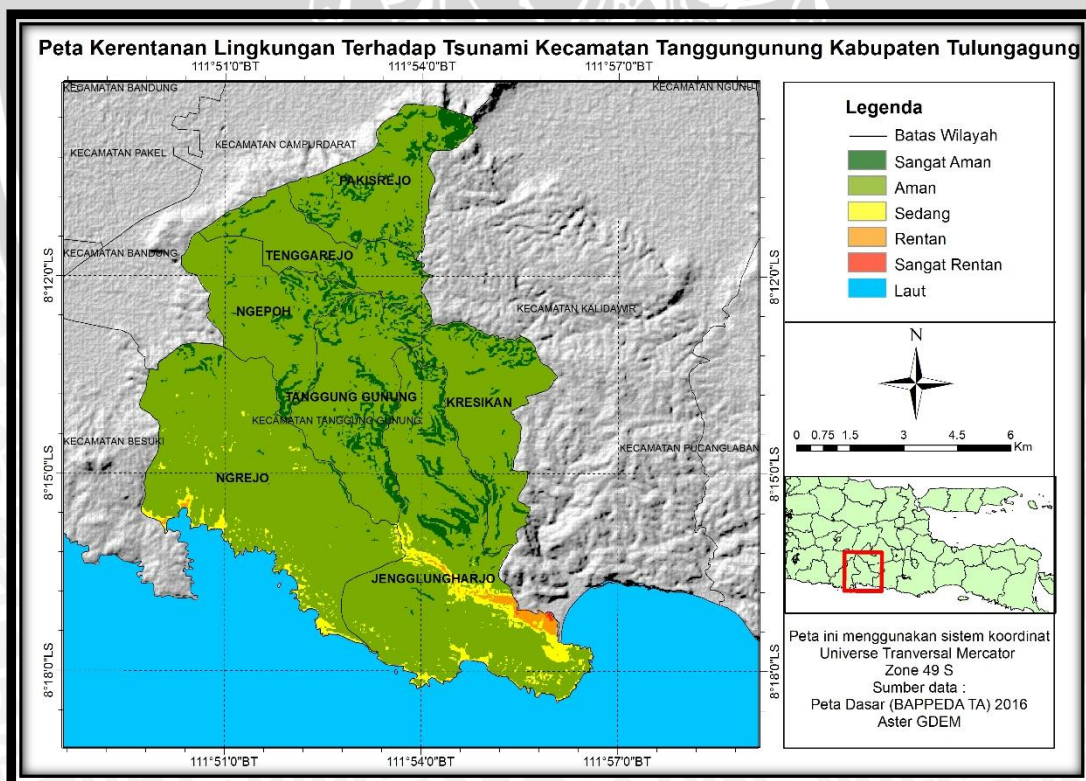 Peta Kerentanan Lingkungan Terhadap Tsunami Kecamatan Tanggungunung Kabupaten Tulungagung
111°51'0"BT
111°54'0"BT
111°57'0"BT
KECAMATAN BANDUNG
KECAMATAN NGUNU
KECAMATAN CAMPURDARAT
KECAMATAN PAKEL
PAKISREJO
KECAMATAN BANDUNG
TENGGAREJO
8°12'0"LS
8°12'0"LS
NGEPOH
KECAMATAN KALIDAWIR
TANGGUNG GUNUNG
KRESIKAN
KECAMATAN TANGGUNG GUNUNG
KECAMATAN BESUKI
KECAMATAN PUCANGLABAN
8°15'0"LS
8°15'0"LS
NGREJO
JENGGLUNGHARJO
8°18'0"LS
8°18'0"LS
111°51'0"BT
111°54'0"BT
111°57'0"BT
Legenda
Batas Wilayah
Sangat Aman
Aman
Sedang
Rentan
Sangat Rentan
Laut
N
0 0.75 1.5 3 4.5 6
Km
Peta ini menggunakan sistem koordinat
Universe Tranversal Mercator
Zone 49 S
Sumber data :
Peta Dasar (BAPPEDA TA) 2016
Aster GDEM